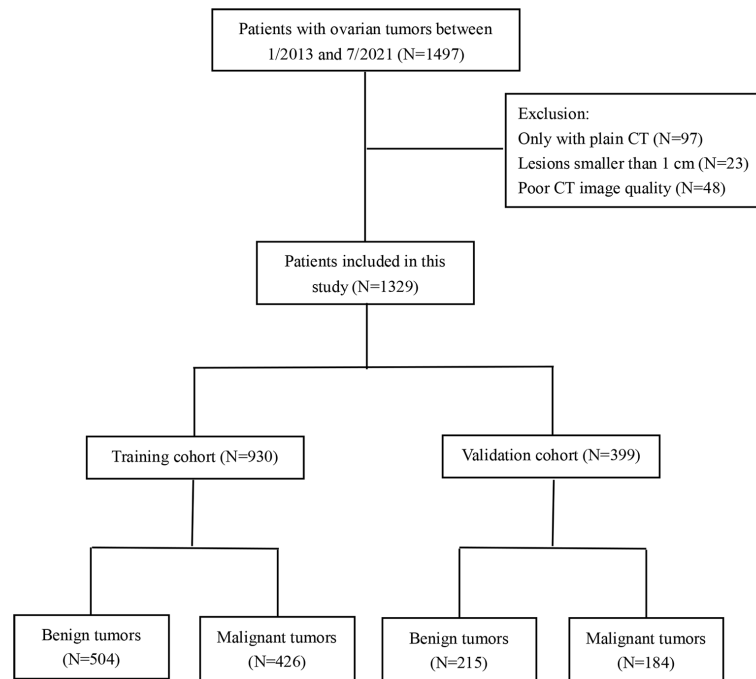 Patients with ovarian tumors between
1/2013 and 7/2021 (N=1497)
Exclusion:
Only with plain CT (N=97)
Lesions smaller than 1 cm (N=23)
Poor CT image quality (N=48)
Patients included in this
study (N=1329)
Training cohort (N=930)
Validation cohort (N=399)
Benign tumors
(N=504)
Malignant tumors
(N=426)
Benign tumors
(N=215)
Malignant tumors
(N=184)